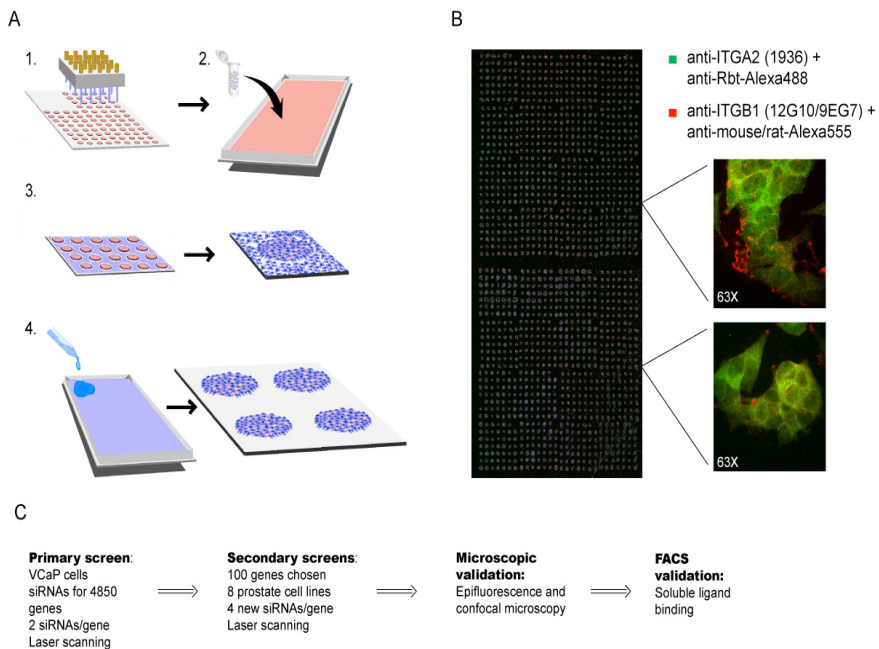 A
1.
2.
3.
4.
B
anti-ITGA2 (1936) +
anti-Rbt-Alexa488
anti-ITGB1 (12G10/9EG7) +
anti-mouse/rat-Alexa555
63X
63X
C
Primary screen:
VCaP cells
siRNAs for 4850
genes
2 siRNAs/gene
Laser scanning
Secondary screens:
100 genes chosen
8 prostate cell lines
4 new siRNAs/gene
Laser scanning
Microscopic
validation:
Epifluorescence and
confocal microscopy
FACS
validation:
Soluble ligand
binding